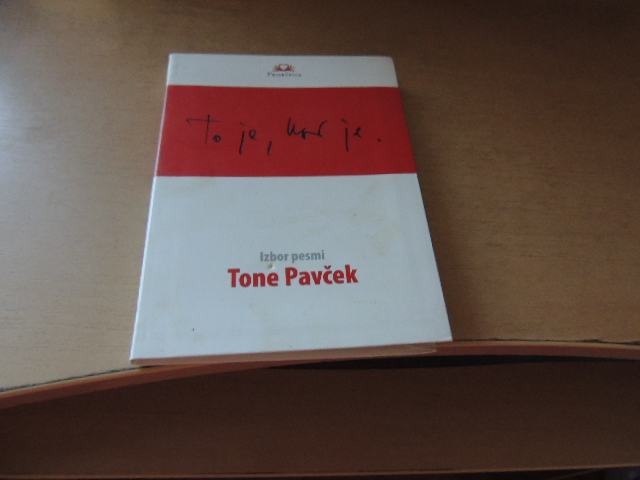 To je, kar je.
Izbor pesmi
Tone Pavček